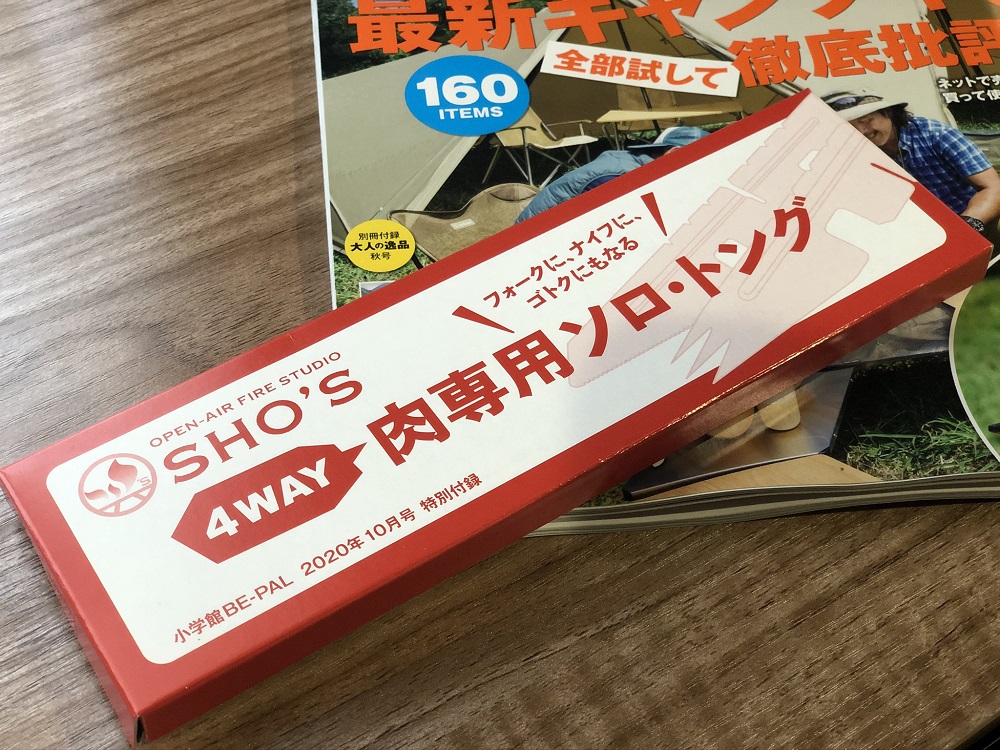 最新キャンプ
全部試して
徹底批評
160
ITEMS
ネットで
買って使
別冊付録
大人の逸品
秋号
フォークに、ナイフに、
ゴトクにもなる
OPEN-AIR FIRE STUDIO
SHO'S
'S
4WAY
肉専用ソロ・トング
小学館BE-PAL 2020年10月号 特別付録